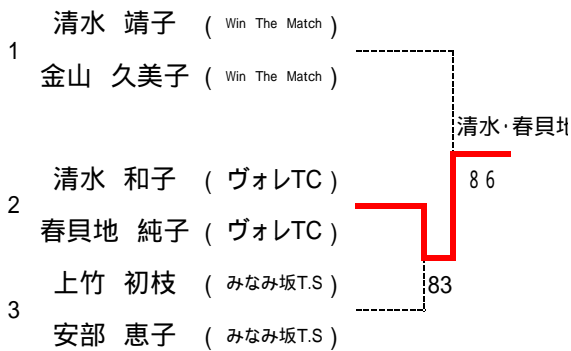 清水 靖子 ( Win The Match )
1
金山 久美子 ( Win The Match )
清水・春貝地
清水 和子 ( ヴォレTC )
8 6
2
春貝地 純子 ( ヴォレTC )
上竹 初枝 ( みなみ坂T.S )
83
3
安部 恵子 ( みなみ坂T.S )